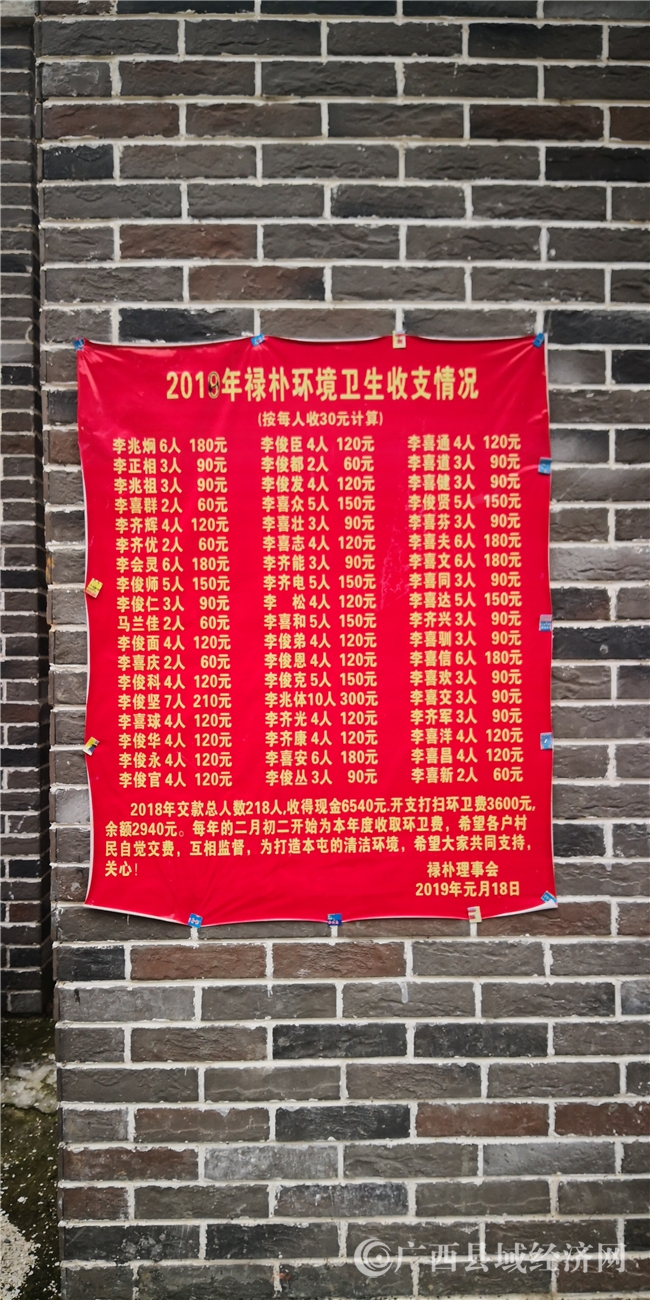 2018年禄朴环境卫生收支情况
(按每人收30元计算)
李兆炯 6人 180元 李俊臣 4人 120元 李喜通 4人 120元
李正相 3人 90元 李俊都 2人 60元 李喜道 3人 90元
李兆祖 3人 90元 李俊发 4人 120元 李喜健 3人 90元
李喜群 2人 60元 李喜众 5人 150元 李俊贤 5人 150元
李齐辉 4人 120元 李喜壮 3人 90元 李喜芬 3人 90元
李齐优 2人 60元 李喜志 4人 120元 李喜夫 6人 180元
李会灵 6人 180元 李齐能 3人 90元 李喜文 6人 180元
李俊师 5人 150元 李齐电 5人 150元 李喜同 3人 90元
李俊仁 3人 90元 李 松 4人 120元 李喜达 5人 150元
马兰佳 2人 60元 李喜和 5人 150元 李齐兴 3人 90元
李俊面 4人 120元 李俊弟 4人 120元 李喜驯 3人 90元
李喜庆 2人 60元 李俊恩 4人 120元 李喜信 6人 180元
李俊科 4人 120元 李俊克 5人 150元 李喜欢 3人 90元
李俊坚 7人 210元 李兆体 10人 300元 李喜交 3人 90元
李喜球 4人 120元 李齐光 4人 120元 李齐军 3人 90元
李俊华 4人 120元 李齐康 4人 120元 李喜洋 4人 120元
李俊永 4人 120元 李喜安 6人 180元 李喜昌 4人 120元
李俊官 4人 120元 李俊丛 3人 90元 李喜新 2人 60元
2018年交款总人数218人,收得现金6540元.开支打扫环卫费3600元,
余额2940元。每年的二月初二开始为本年度收取环卫费，希望各户村
民自觉交费，互相监督，为打造本屯的清洁环境，希望大家共同支持，
关心!
禄朴理事会
2019年元月18日
©广西县域经济网